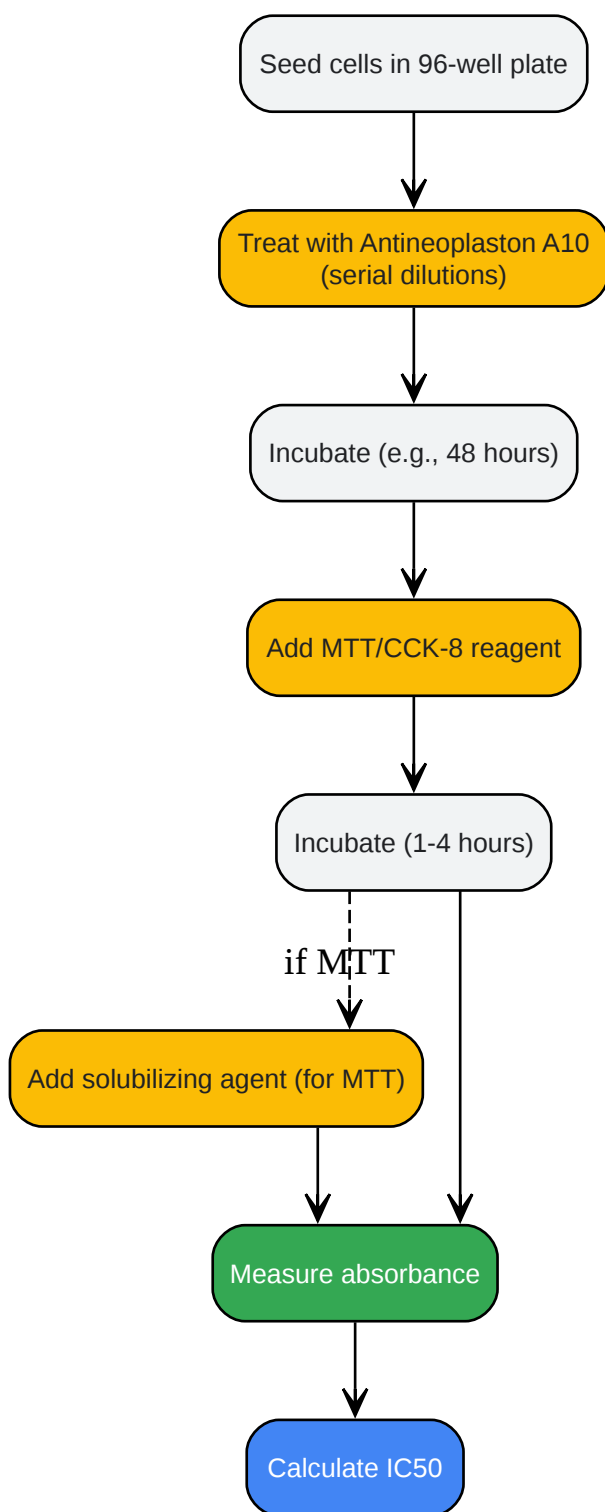 Seed cells in 96-well plate
Treat with Antineoplaston A10
(serial dilutions)
Incubate (e.g., 48 hours)
Add MTT/CCK-8 reagent
Incubate (1-4 hours)
if MTT
Add solubilizing agent (for MTT)
Measure absorbance
Calculate IC50